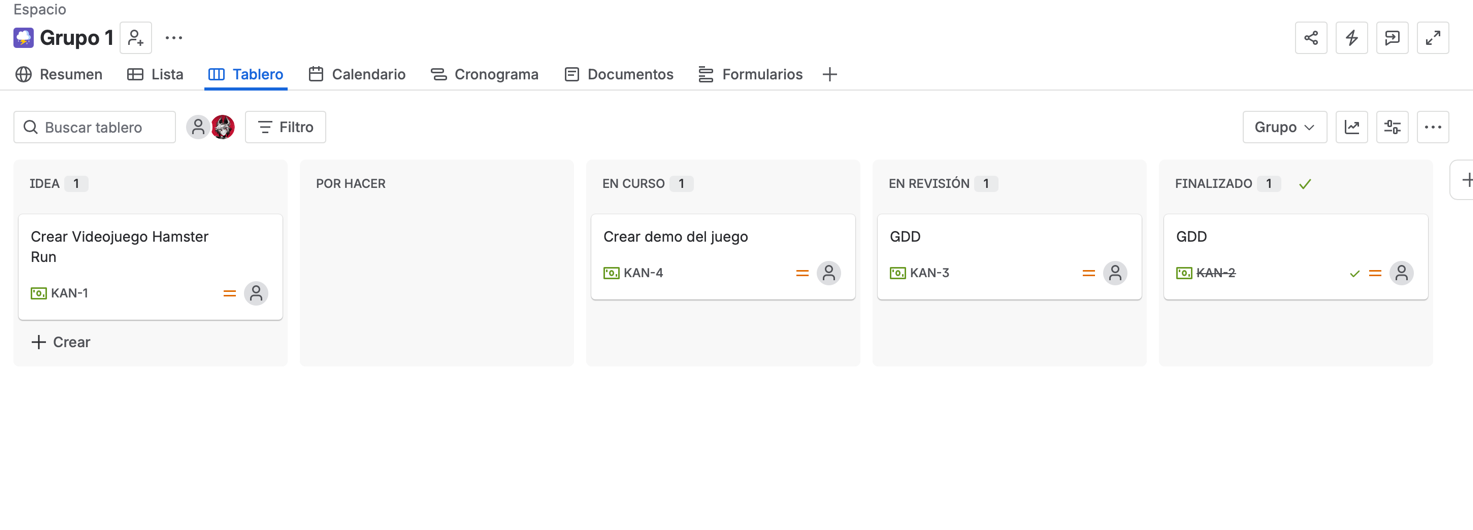 Espacio
Grupo 1
Resumen Lista Tablero Calendario Cronograma Documentos Formularios
Buscar tablero Filtro Grupo
IDEA 1
Crear Videojuego Hamster
Run
KAN-1
Crear
POR HACER
EN CURSO 1
Crear demo del juego
KAN-4
EN REVISIÓN 1
GDD
KAN-3
FINALIZADO 1
GDD
KAN-2